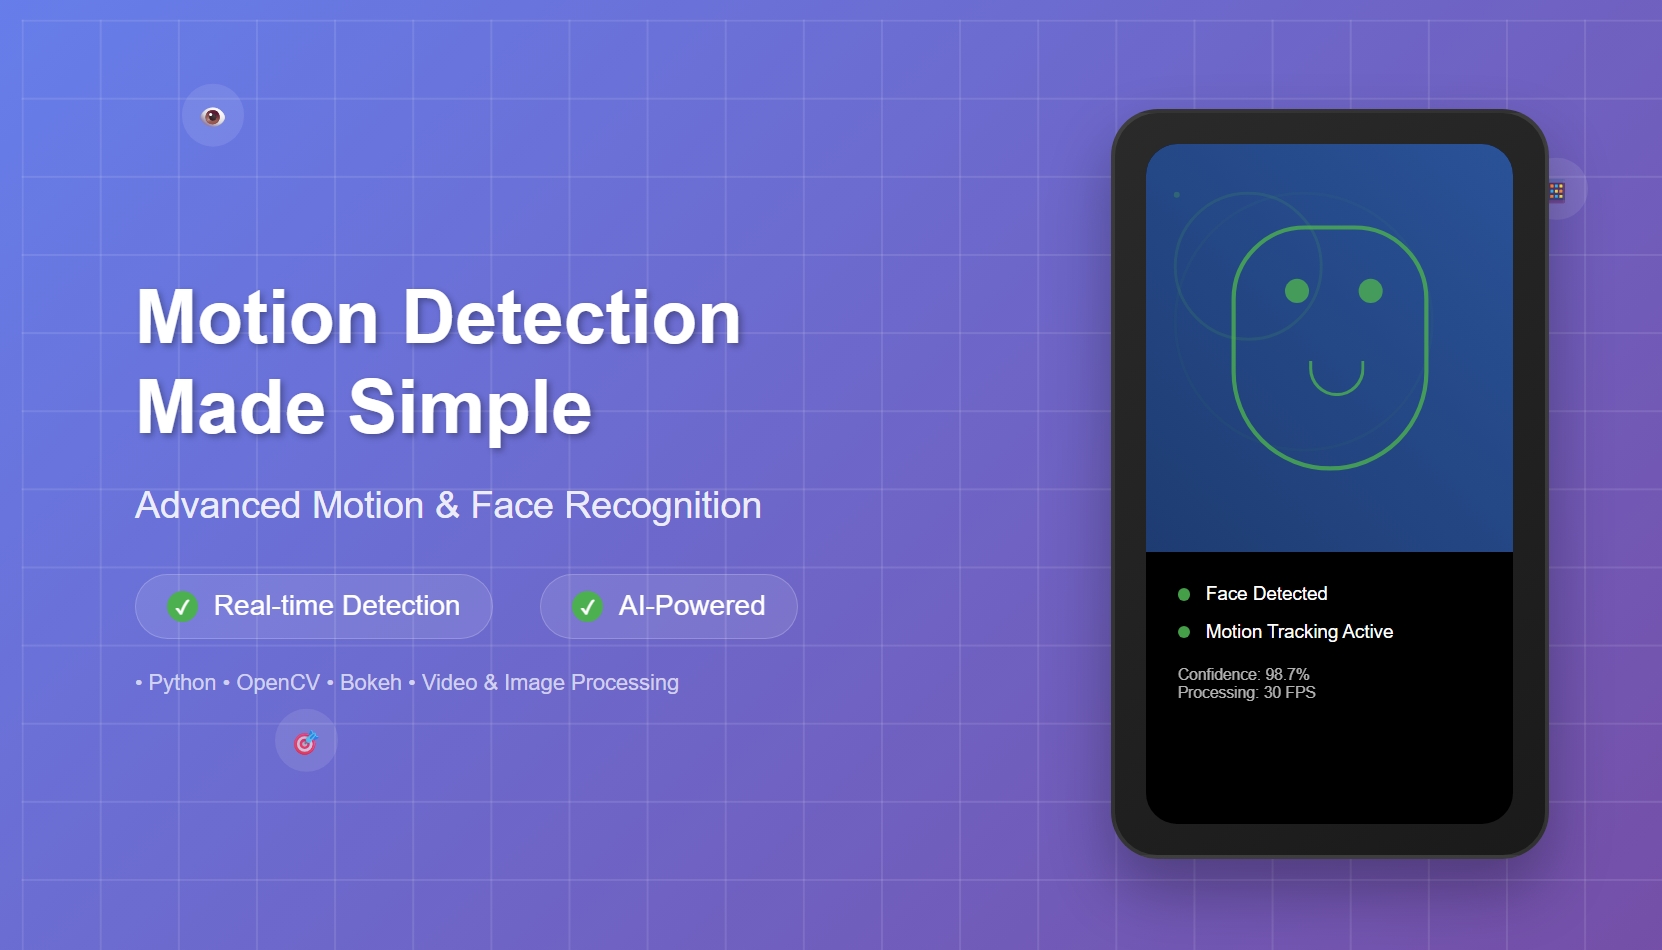 Motion Detection
Made Simple
Advanced Motion & Face Recognition
Real-time Detection
AI-Powered
• Python • OpenCV • Bokeh • Video & Image Processing
Face Detected
Motion Tracking Active
Confidence: 98.7%
Processing: 30 FPS